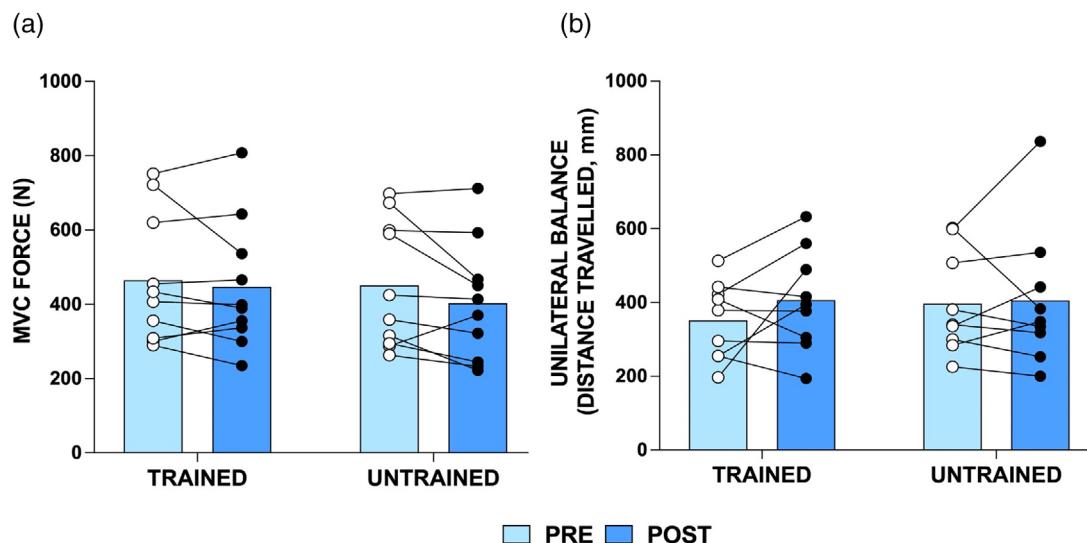 (a)
MVC FORCE (N)
1000
800
600
400
200
0
TRAINED
UNTRAINED
(b)
UNILATERAL BALANCE
(DISTANCE TRAVELLED, mm)
1000
800
600
400
200
0
TRAINED
UNTRAINED
PRE
POST